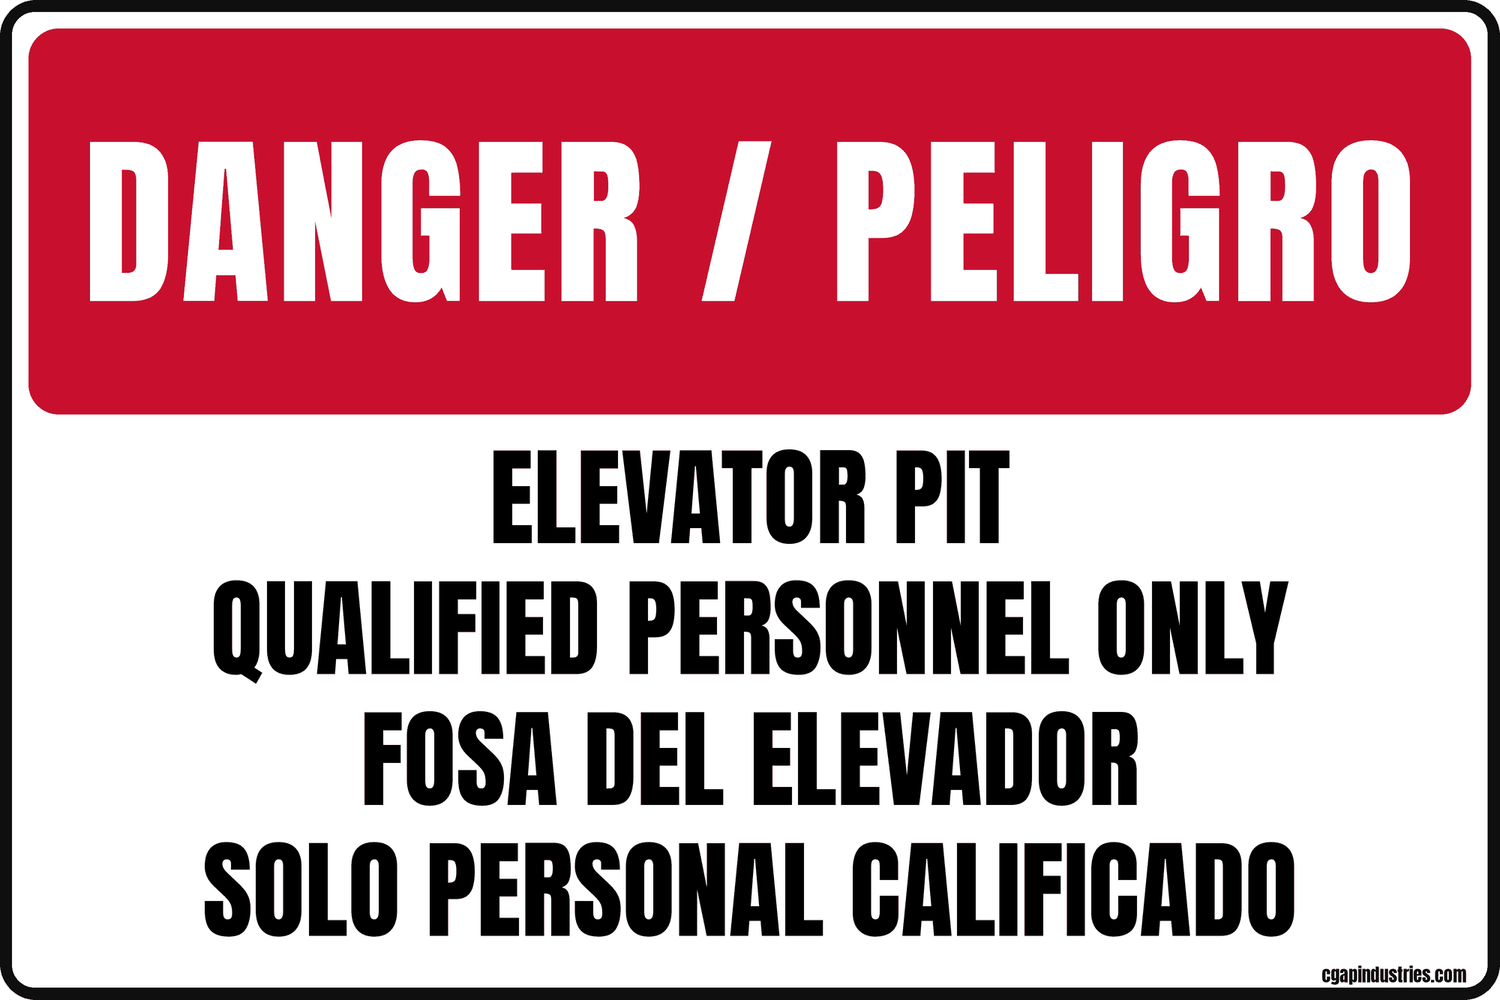 DANGER / PELIGRO
ELEVATOR PIT
QUALIFIED PERSONNEL ONLY
FOSA DEL ELEVADOR
SOLO PERSONAL CALIFICADO
cgapindustries.com